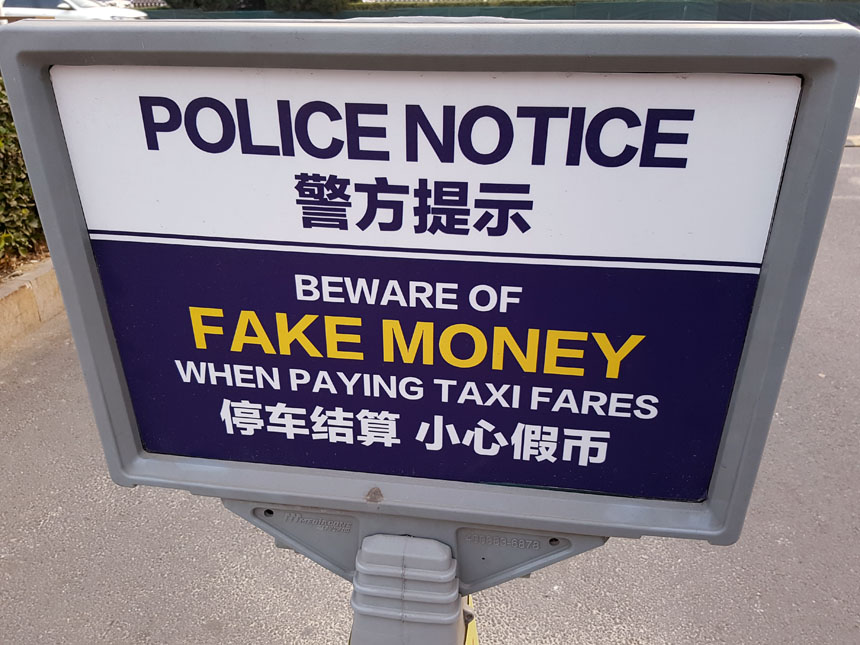 POLICE NOTICE
警方提示
BEWARE OF
FAKE MONEY
WHEN PAYING TAXI FARES
停车结算 小心假币